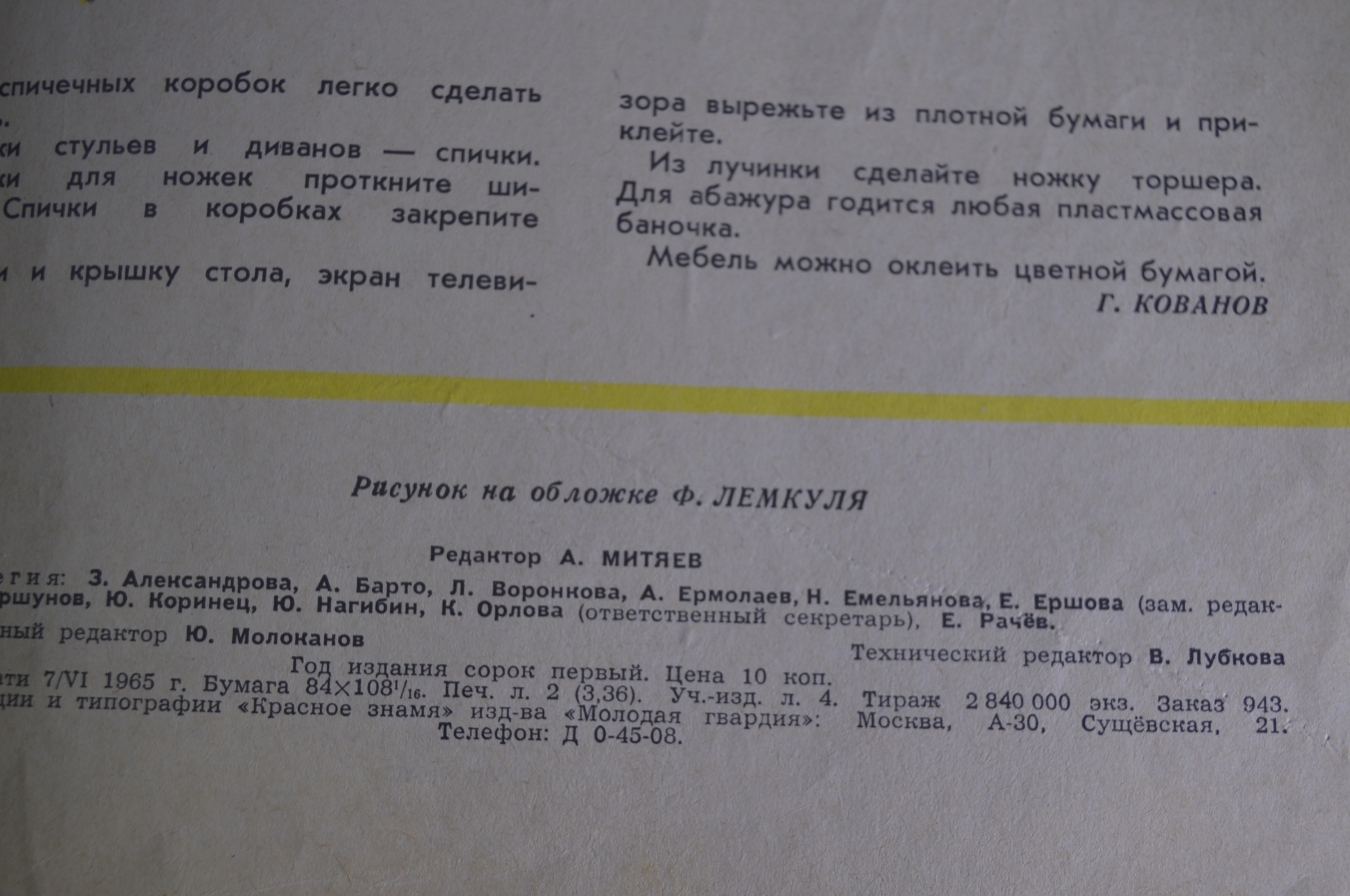 спичечных коробок легко сделать
стульев и диванов — спички.
для ножек проткните ши-
Спички в коробках закрепите
и крышку стола, экран телеви-
зора вырежьте из плотной бумаги и при-
клейте.
Из лучинки сделайте ножку торшера.
Для абажура годится любая пластмассовая
баночка.
Мебель можно оклеить цветной бумагой.
Г. КОВАНОВ
Рисунок на обложке Ф. ЛЕМКУЛЯ
Редактор А. МИТЯЕВ
егия: З. Александрова, А. Барто, Л. Воронкова, А. Ермолаев, Н. Емельянова, Е. Ершова (зам. редак-
ршунов, Ю. Коринец, Ю. Нагибин, К. Орлова (ответственный секретарь), Е. Рачёв.
ный редактор Ю. Молоканов
Технический редактор В. Лубкова
Год издания сорок первый. Цена 10 коп.
ати 7/VI 1965 г. Бумага 84×108¹/₁₆. Печ. л. 2 (3,36). Уч.-изд. л. 4. Тираж 2 840 000 экз. Заказ 943.
ции и типографии «Красное знамя» изд-ва «Молодая гвардия»: Москва, А-30, Сущёвская, 21.
Телефон: Д 0-45-08.